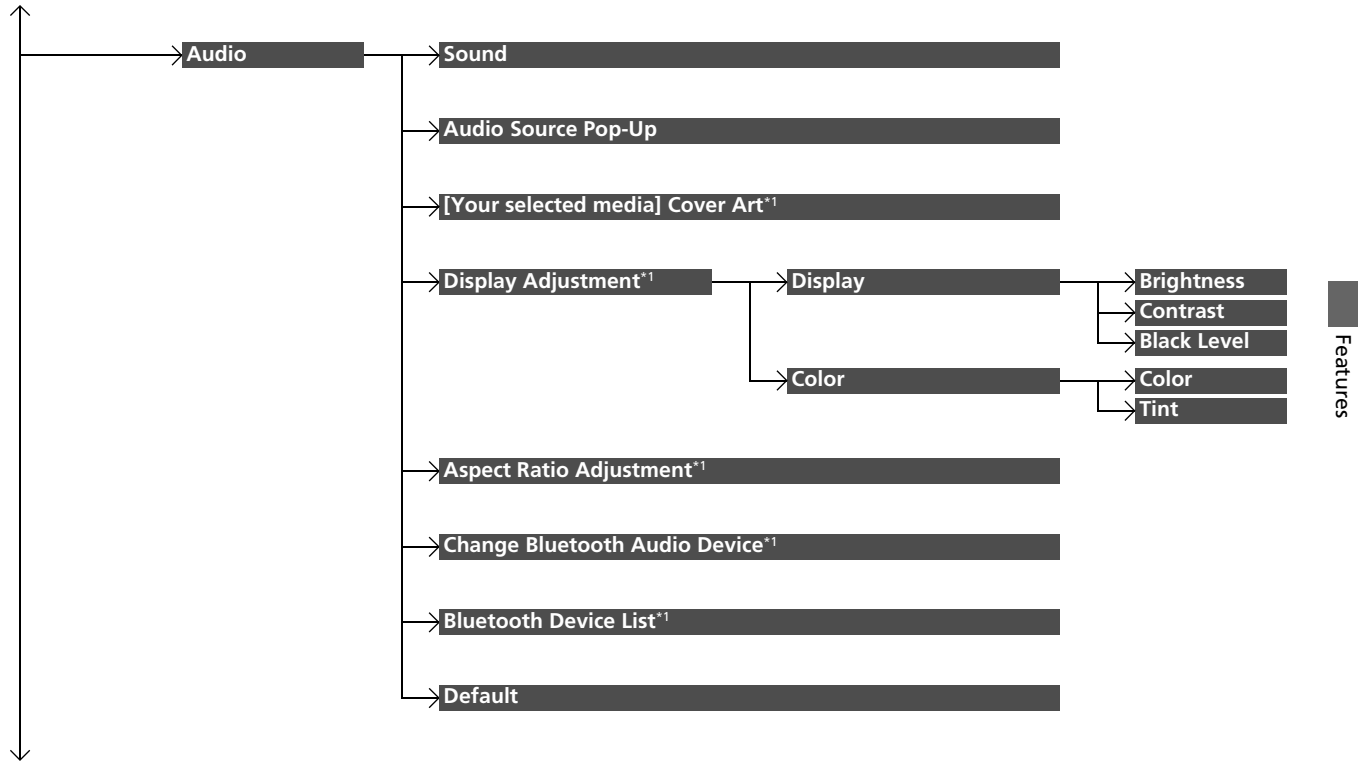 Audio
Sound
Audio Source Pop-Up
[Your selected media] Cover Art*1
Display Adjustment*1
Display
Brightness
Contrast
Black Level
Color
Color
Tint
Aspect Ratio Adjustment*1
Change Bluetooth Audio Device*1
Bluetooth Device List*1
Default
Features